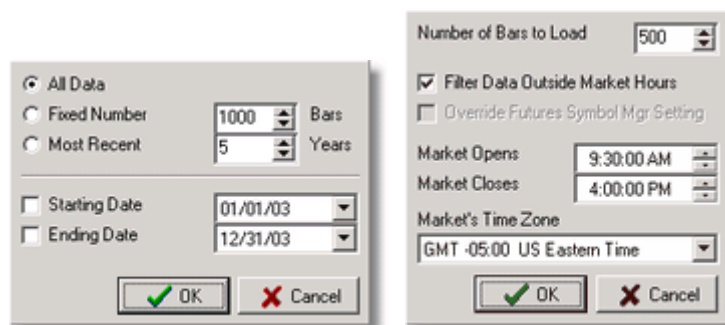 All Data
Fixed Number 1000 Bars
Most Recent 5 Years
Starting Date 01/01/03
Ending Date 12/31/03
OK Cancel
Number of Bars to Load 500
Filter Data Outside Market Hours
Override Futures Symbol Mgr Setting
Market Opens 9:30:00 AM
Market Closes 4:00:00 PM
Market's Time Zone
GMT -05:00 US Eastern Time
OK Cancel